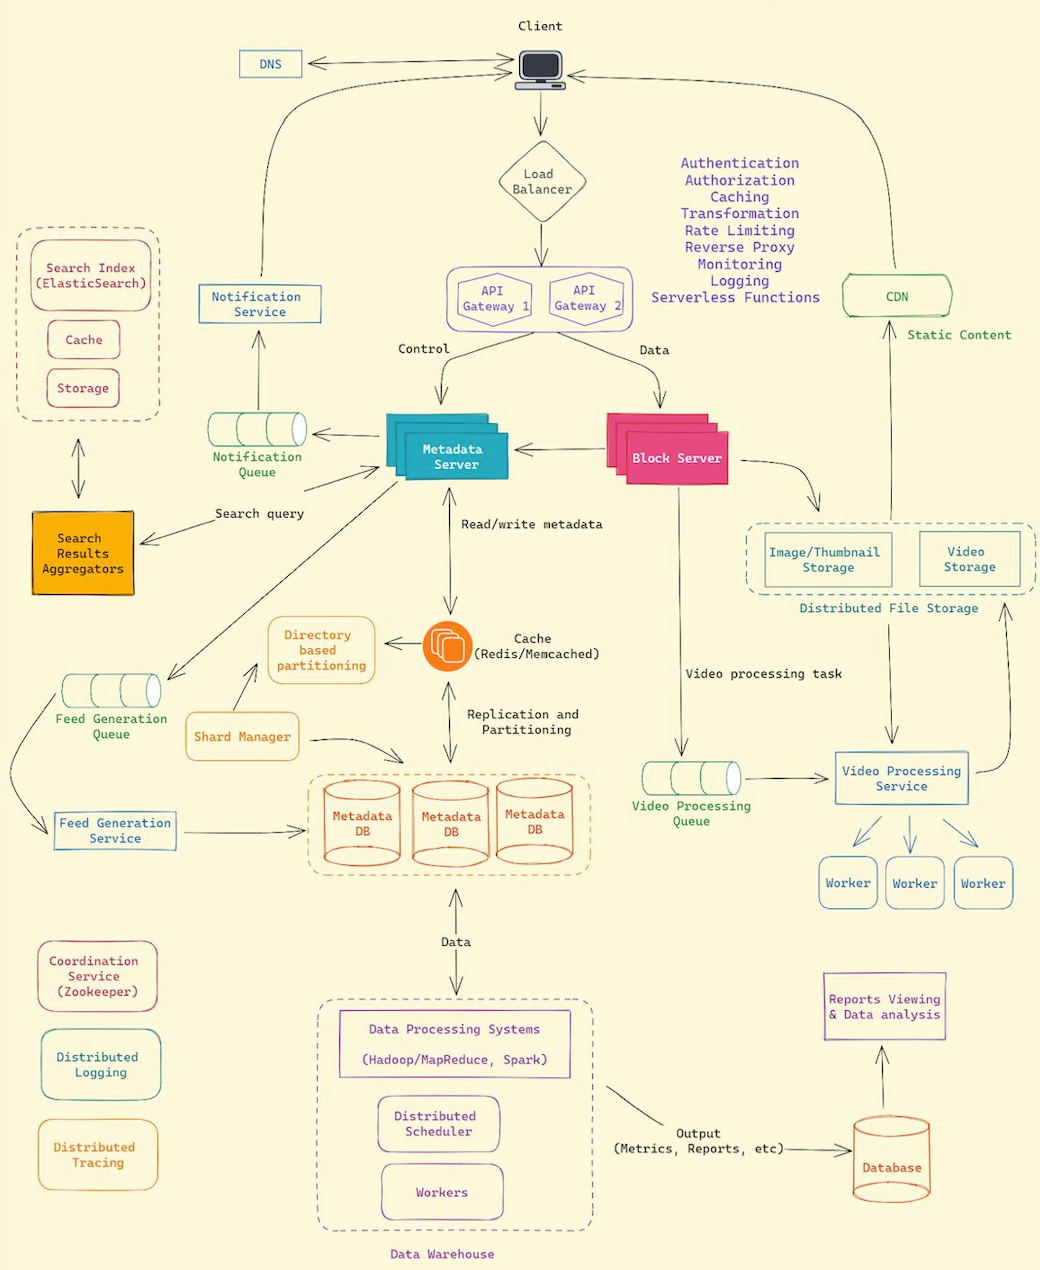 Client
DNS
Load
Balancer
Authentication
Authorization
Caching
Transformation
Rate Limiting
Reverse Proxy
Monitoring
Logging
Serverless Functions
Search Index
(ElasticSearch)
Cache
Storage
Notification
Service
API
Gateway 1
API
Gateway 2
CDN
Static Content
Control
Data
Notification
Queue
Metadata
Server
Block Server
Search query
Read/write metadata
Search
Results
Aggregators
Image/Thumbnail
Storage
Video
Storage
Distributed File Storage
Directory
based
partitioning
Cache
(Redis/Memcached)
Video processing task
Feed Generation
Queue
Shard Manager
Replication and
Partitioning
Video Processing
Queue
Video Processing
Service
Feed Generation
Service
Metadata
DB
Metadata
DB
Metadata
DB
Worker
Worker
Worker
Data
Coordination
Service
(Zookeeper)
Distributed
Logging
Distributed
Tracing
Data Processing Systems
(Hadoop/MapReduce, Spark)
Distributed
Scheduler
Workers
Data Warehouse
Reports Viewing
& Data analysis
Output
(Metrics, Reports, etc)
Database